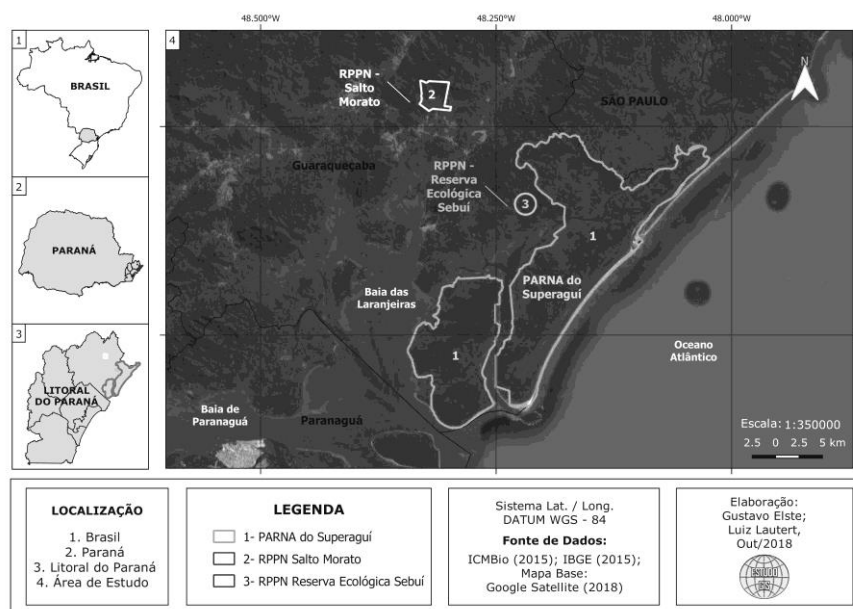 48.500°W 48.250°W 48.000°W
1
BRASIL
2
PARANÁ
3
LITORAL
DO PARANÁ
4
RPPN -
Salto
Morato
2
N
SÃO PAULO
Guaraqueçaba
RPPN -
Reserva
Ecológica
Sebuí
3
1
PARNA do
Superaguí
Baia das
Laranjeiras
1
Oceano
Atlântico
Baia de
Paranaguá
Paranaguá
Escala: 1:350000
2.5 0 2.5 5 km
LOCALIZAÇÃO
1. Brasil
2. Paraná
3. Litoral do Paraná
4. Área de Estudo
LEGENDA
1- PARNA do Superaguí
2- RPPN Salto Morato
3- RPPN Reserva Ecológica Sebuí
Sistema Lat. / Long.
DATUM WGS - 84
Fonte de Dados:
ICMBio (2015); IBGE (2015);
Mapa Base:
Google Satellite (2018)
Elaboração:
Gustavo Elste;
Luiz Lautert,
Out/2018